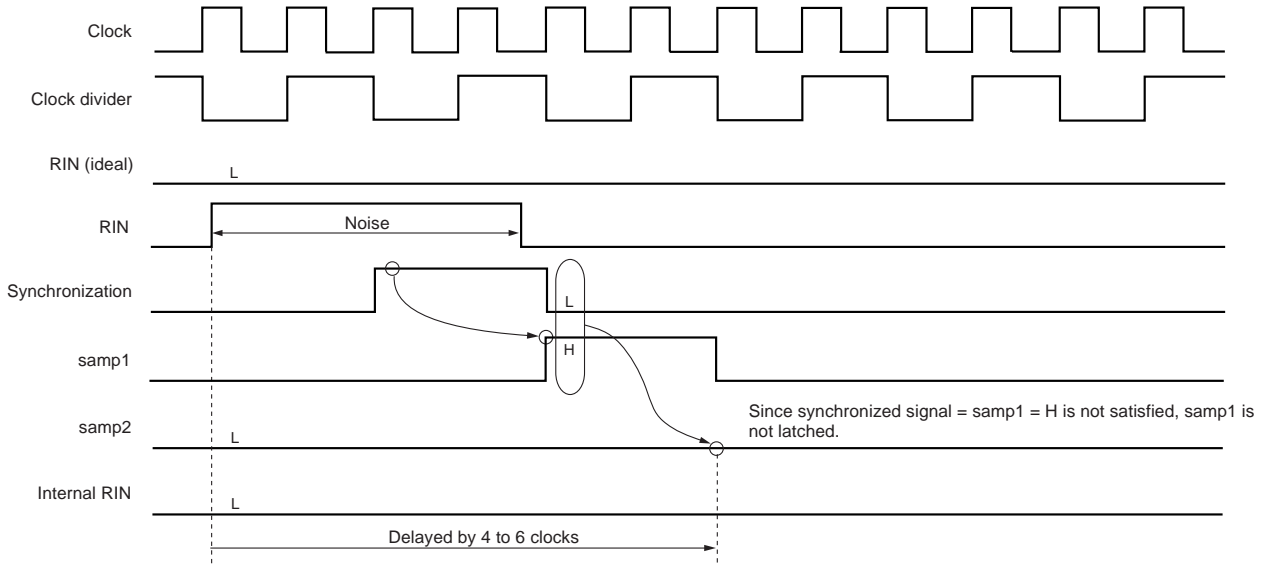 Clock
Clock divider
RIN (ideal)
L
RIN
Noise
Synchronization
L
samp1
H
Since synchronized signal = samp1 = H is not satisfied, samp1 is
not latched.
samp2
L
Internal RIN
L
Delayed by 4 to 6 clocks